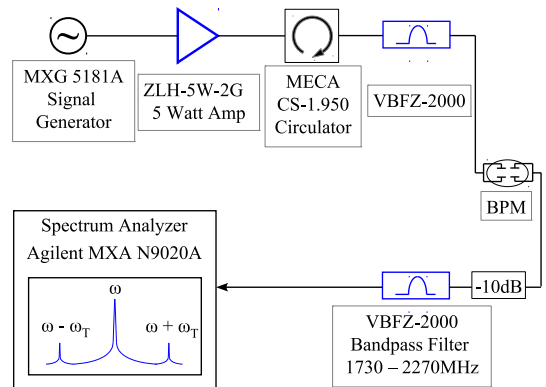 MXG 5181A
Signal
Generator
ZLH-5W-2G
5 Watt Amp
MECA
CS-1.950
Circulator
VBFZ-2000
BPM
-10dB
VBFZ-2000
Bandpass Filter
1730 – 2270MHz
Spectrum Analyzer
Agilent MXA N9020A
ω
ω - ωT
ω + ωT